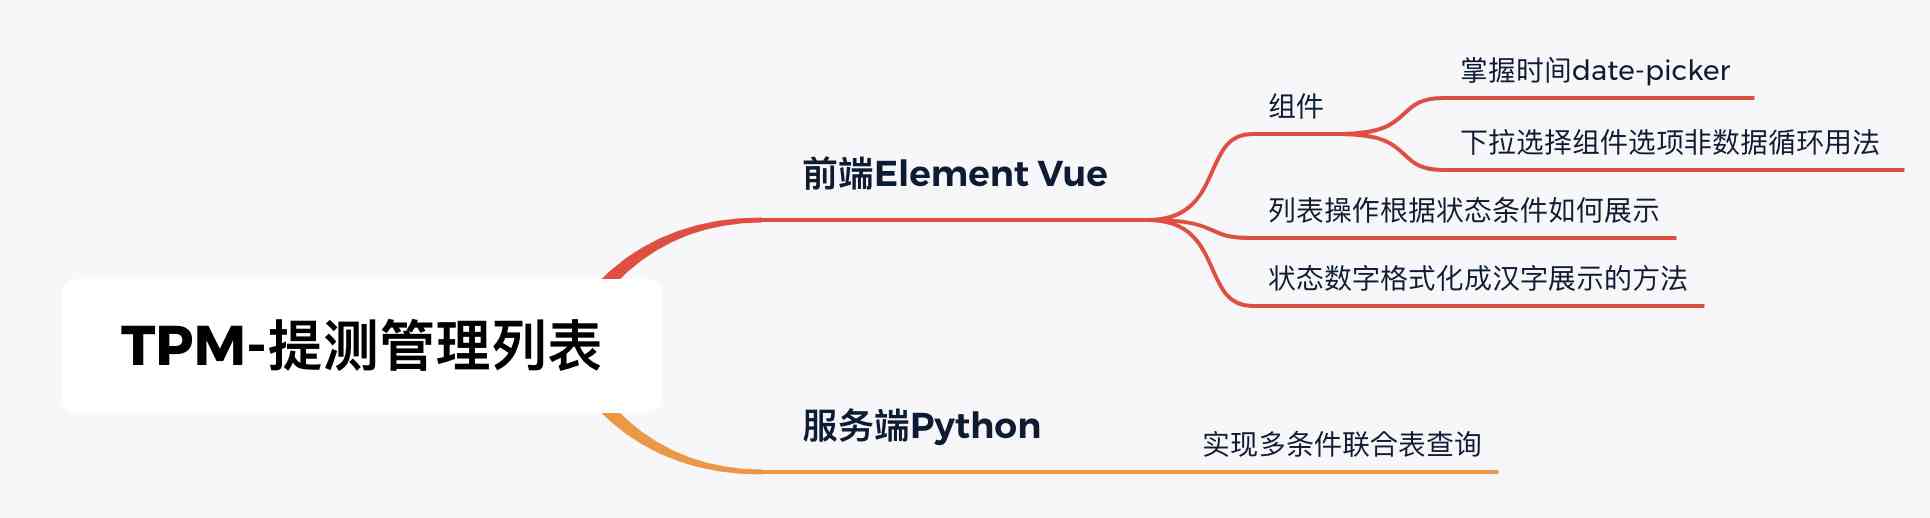 TPM-提测管理列表
前端Element Vue
组件
掌握时间date-picker
下拉选择组件选项非数据循环用法
列表操作根据状态条件如何展示
状态数字格式化成汉字展示的方法
服务端Python
实现多条件联合表查询